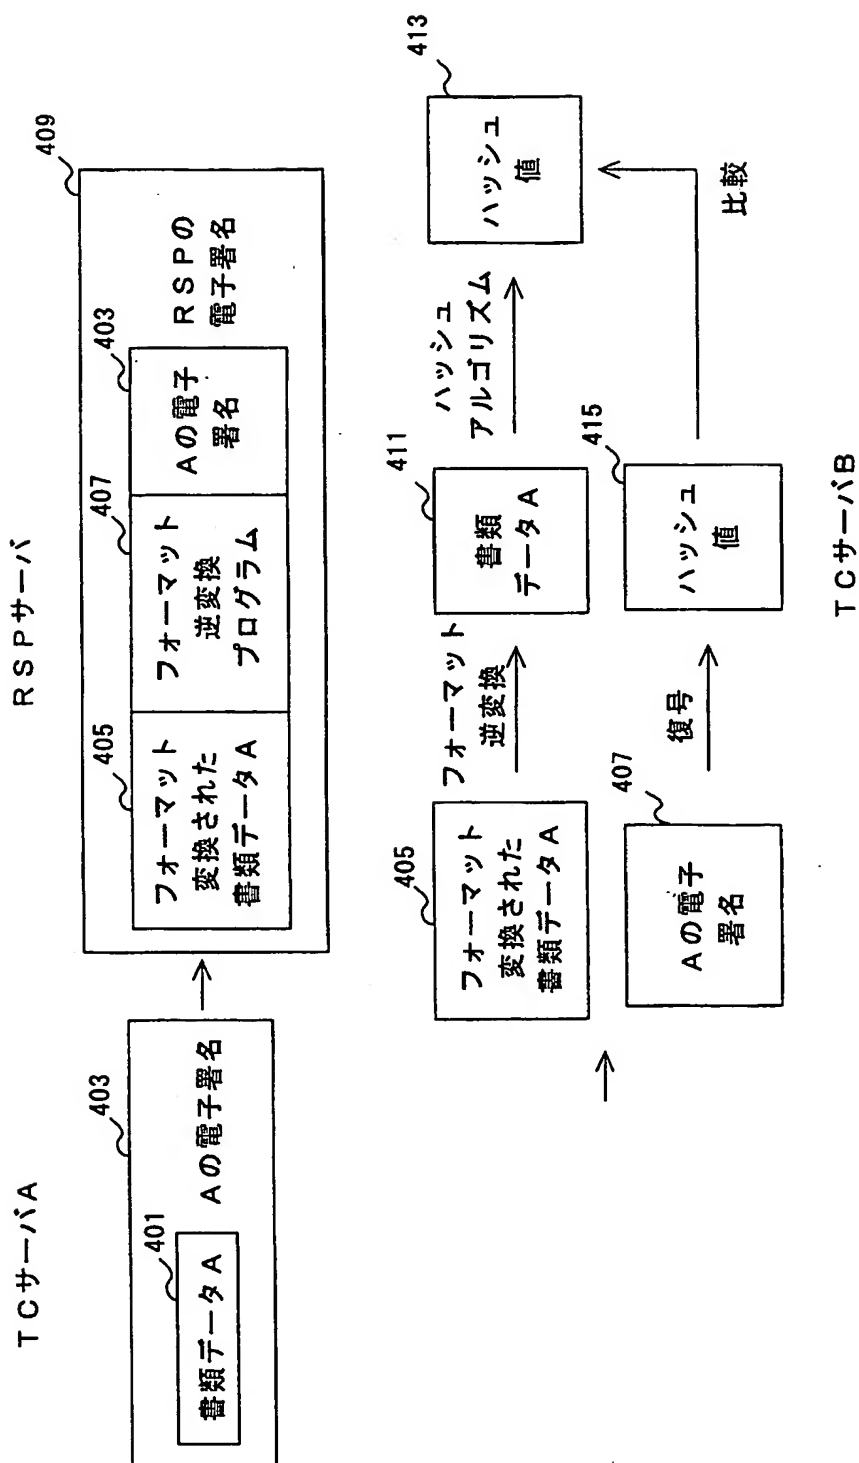 TCサーバA
401
書類データA
403
Aの電子署名
RSPサーバ
409
405
フォーマット
変換された
書類データA
407
フォーマット
逆変換
プログラム
403
Aの電子
署名
RSPの
電子署名
405
フォーマット
変換された
書類データA
フォーマット
逆変換
411
書類
データA
ハッシュ
アルゴリズム
413
ハッシュ
値
407
Aの電子
署名
復号
415
ハッシュ
値
比較
TCサーバB